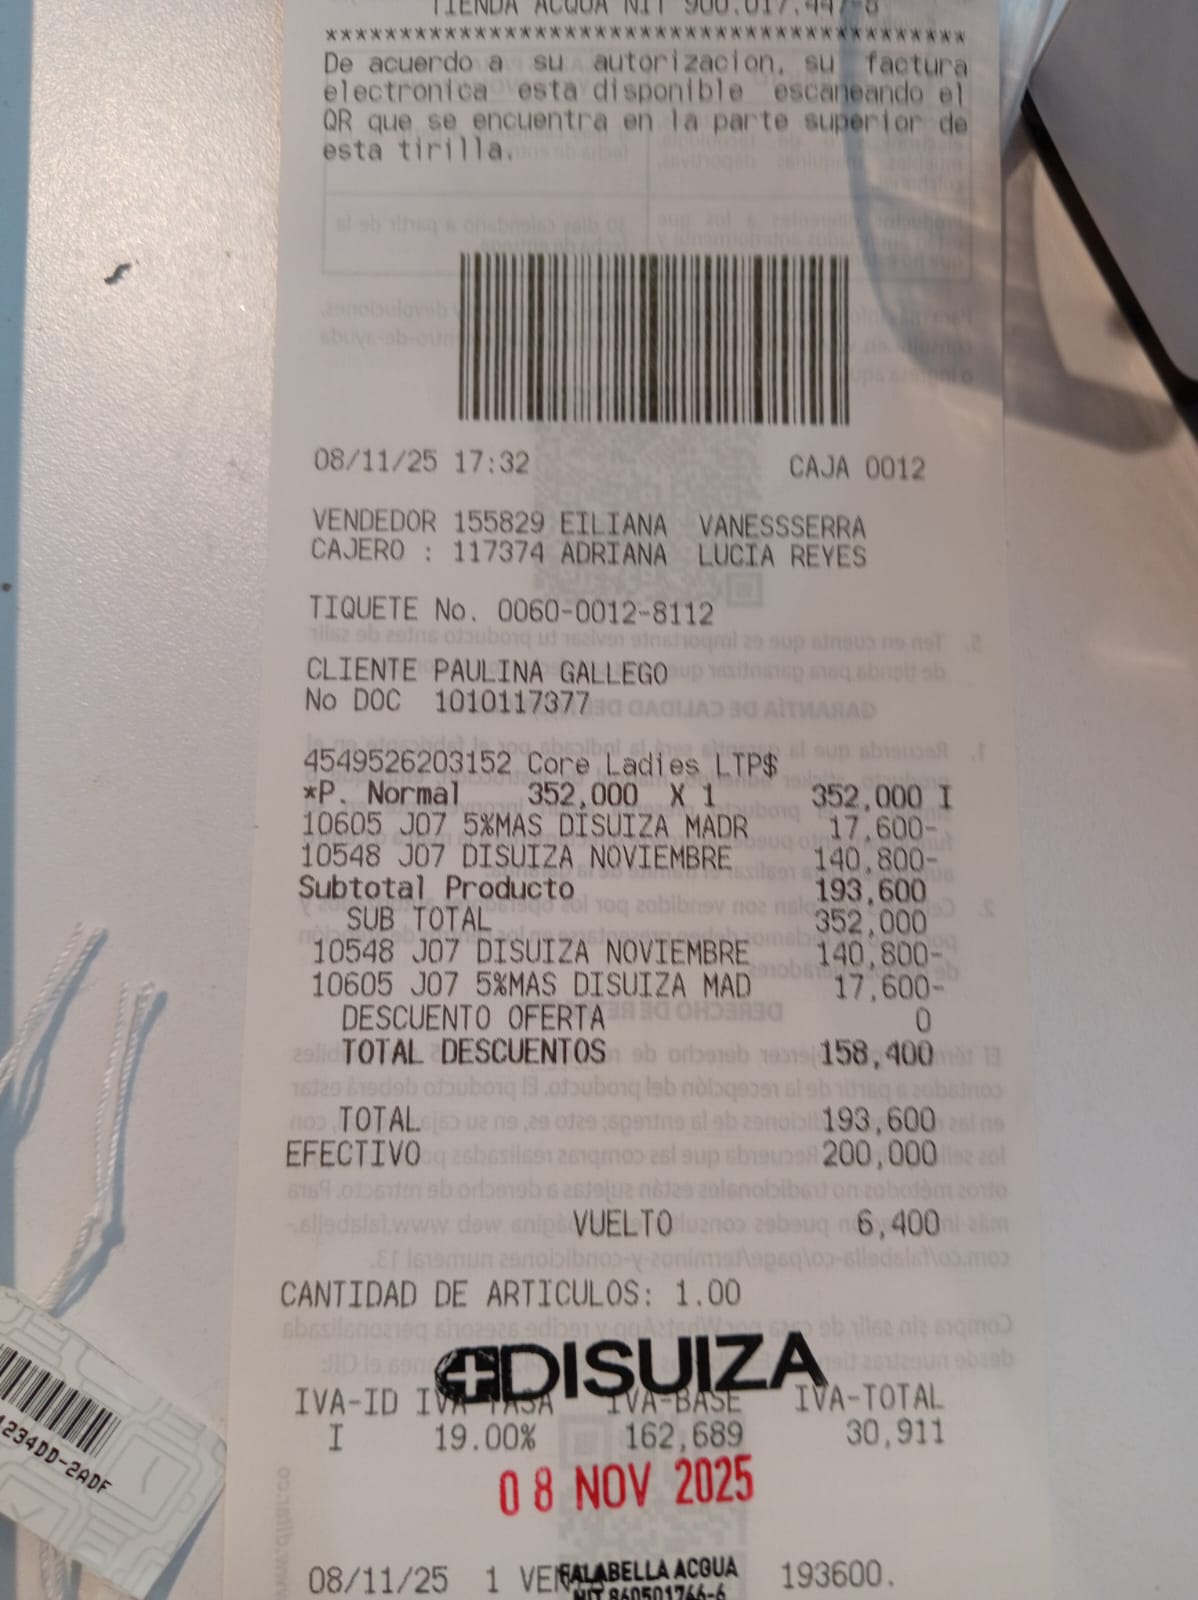 TIENDA ACQUA NIT 900.017.447-8
******************************************
De acuerdo a su autorizacion, su factura
electronica esta disponible escaneando el
QR que se encuentra en la parte superior de
esta tirilla.
08/11/25 17:32 CAJA 0012
VENDEDOR 155829 EILIANA VANESSSERRA
CAJERO : 117374 ADRIANA LUCIA REYES
TIQUETE No. 0060-0012-8112
CLIENTE PAULINA GALLEGO
No DOC 1010117377
4549526203152 Core Ladies LTP$
*P. Normal 352,000 X 1 352,000 I
10605 J07 5%MAS DISUIZA MADR 17,600-
10548 J07 DISUIZA NOVIEMBRE 140,800-
Subtotal Producto 193,600
SUB TOTAL 352,000
10548 J07 DISUIZA NOVIEMBRE 140,800-
10605 J07 5%MAS DISUIZA MAD 17,600-
DESCUENTO OFERTA 0
TOTAL DESCUENTOS 158,400
TOTAL 193,600
EFECTIVO 200,000
VUELTO 6,400
CANTIDAD DE ARTICULOS: 1.00
DISUIZA
IVA-ID IVA-TASA IVA-BASE IVA-TOTAL
I 19.00% 162,689 30,911
08 NOV 2025
08/11/25 1 VEN 193600.
FALABELLA ACQUA
NIT 860501766-6
234DD-2ADF